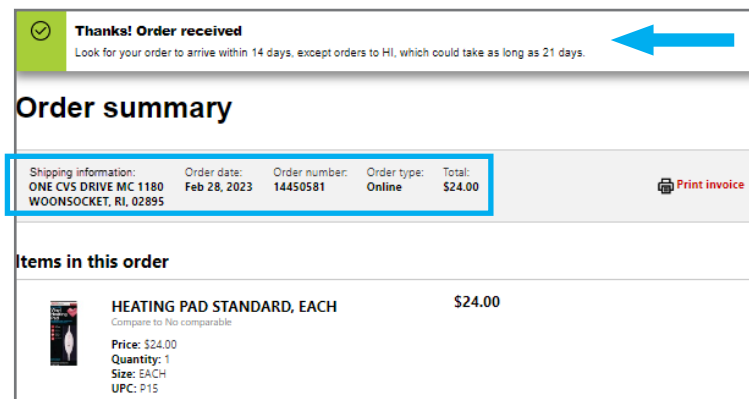 Thanks! Order received
Look for your order to arrive within 14 days, except orders to HI, which could take as long as 21 days.
Order summary
Shipping information: Order date: Order number: Order type: Total:
ONE CVS DRIVE MC 1180 Feb 28, 2023 14450581 Online $24.00
WOONSOCKET, RI, 02895
Print invoice
Items in this order
HEATING PAD STANDARD, EACH $24.00
Compare to No comparable
Price: $24.00
Quantity: 1
Size: EACH
UPC: P15